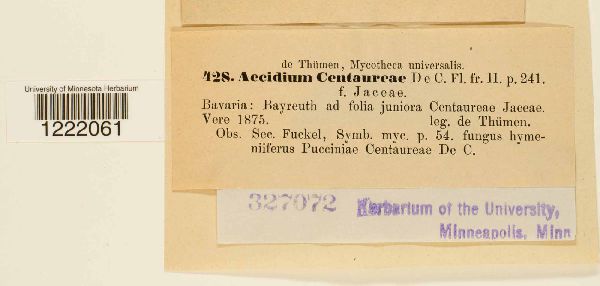 University of Minnesota Herbarium
1222061
de Thümen, Mycotheca universalis.
428. Aecidium Centaureae De C. Fl. fr. II. p. 241.
f. Jaceae.
Bavaria: Bayreuth ad folia juniora Centaureae Jaceae.
Vere 1875. leg. de Thümen.
Obs. Sec. Fuckel, Symb. myc. p. 54. fungus hyme-
niiferus Pucciniae Centaureae De C.
327072 Herbarium of the University,
Minneapolis, Minn